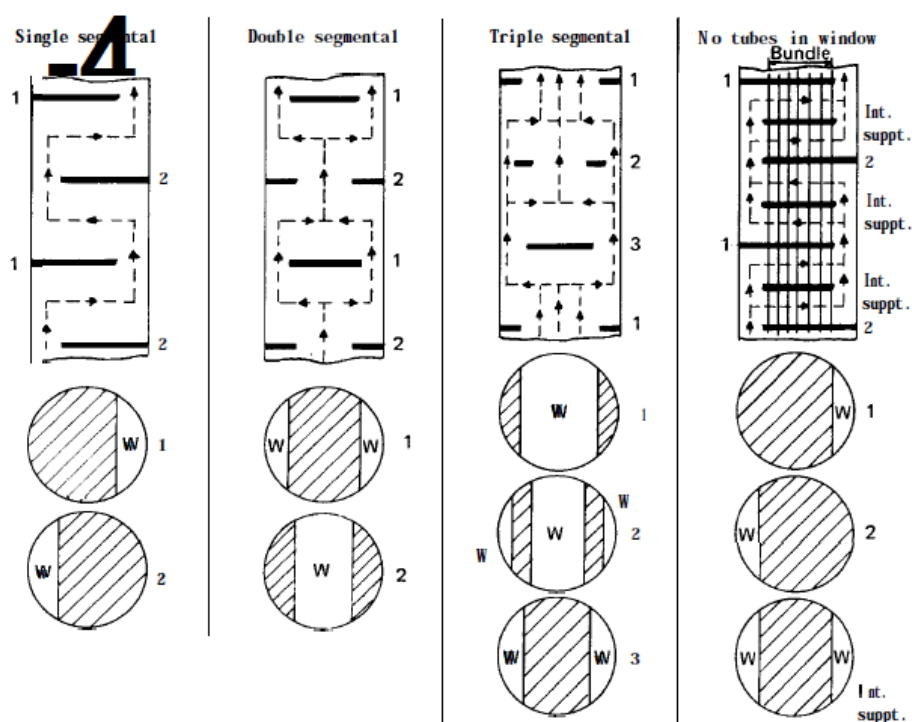 -4
Single segmental
1
2
1
2
W 1
W 2
Double segmental
1
2
1
2
W W 1
W 2
Triple segmental
1
2
3
1
W 1
W
W 2
W
W W 3
No tubes in window
Bundle
1
Int.
suppt.
2
Int.
suppt.
1
Int.
suppt.
2
W 1
W 2
W W
Int.
suppt.